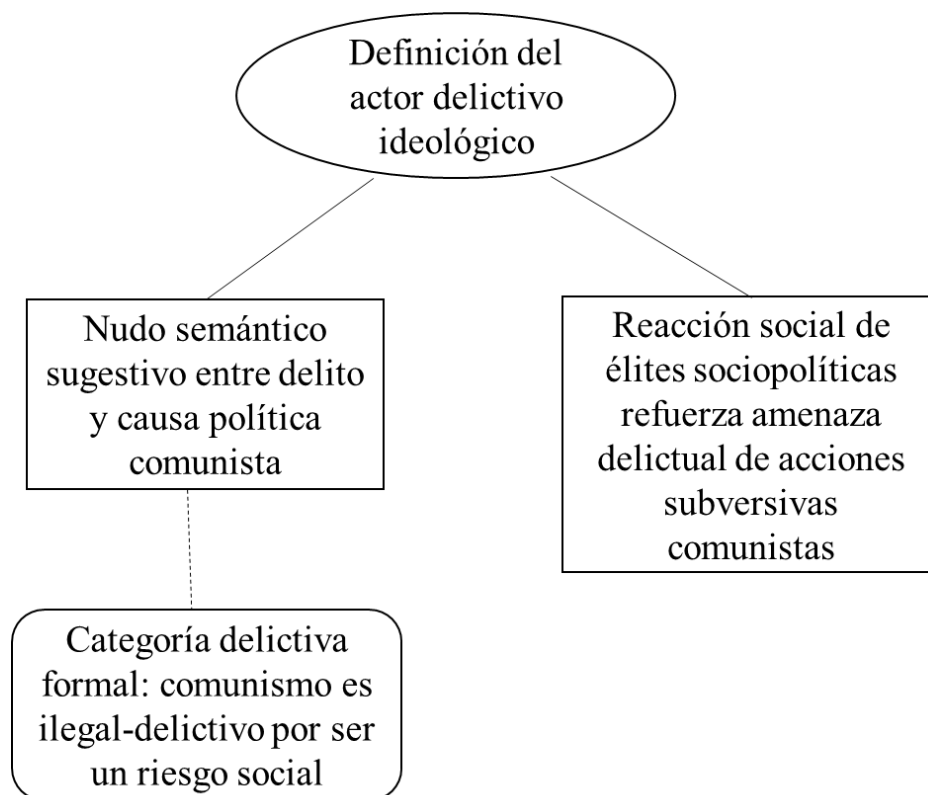 Definición del
actor delictivo
ideológico
Nudo semántico
sugestivo entre delito
y causa política
comunista
Reacción social de
élites sociopolíticas
refuerza amenaza
delictual de acciones
subversivas
comunistas
Categoría delictiva
formal: comunismo es
ilegal-delictivo por ser
un riesgo social